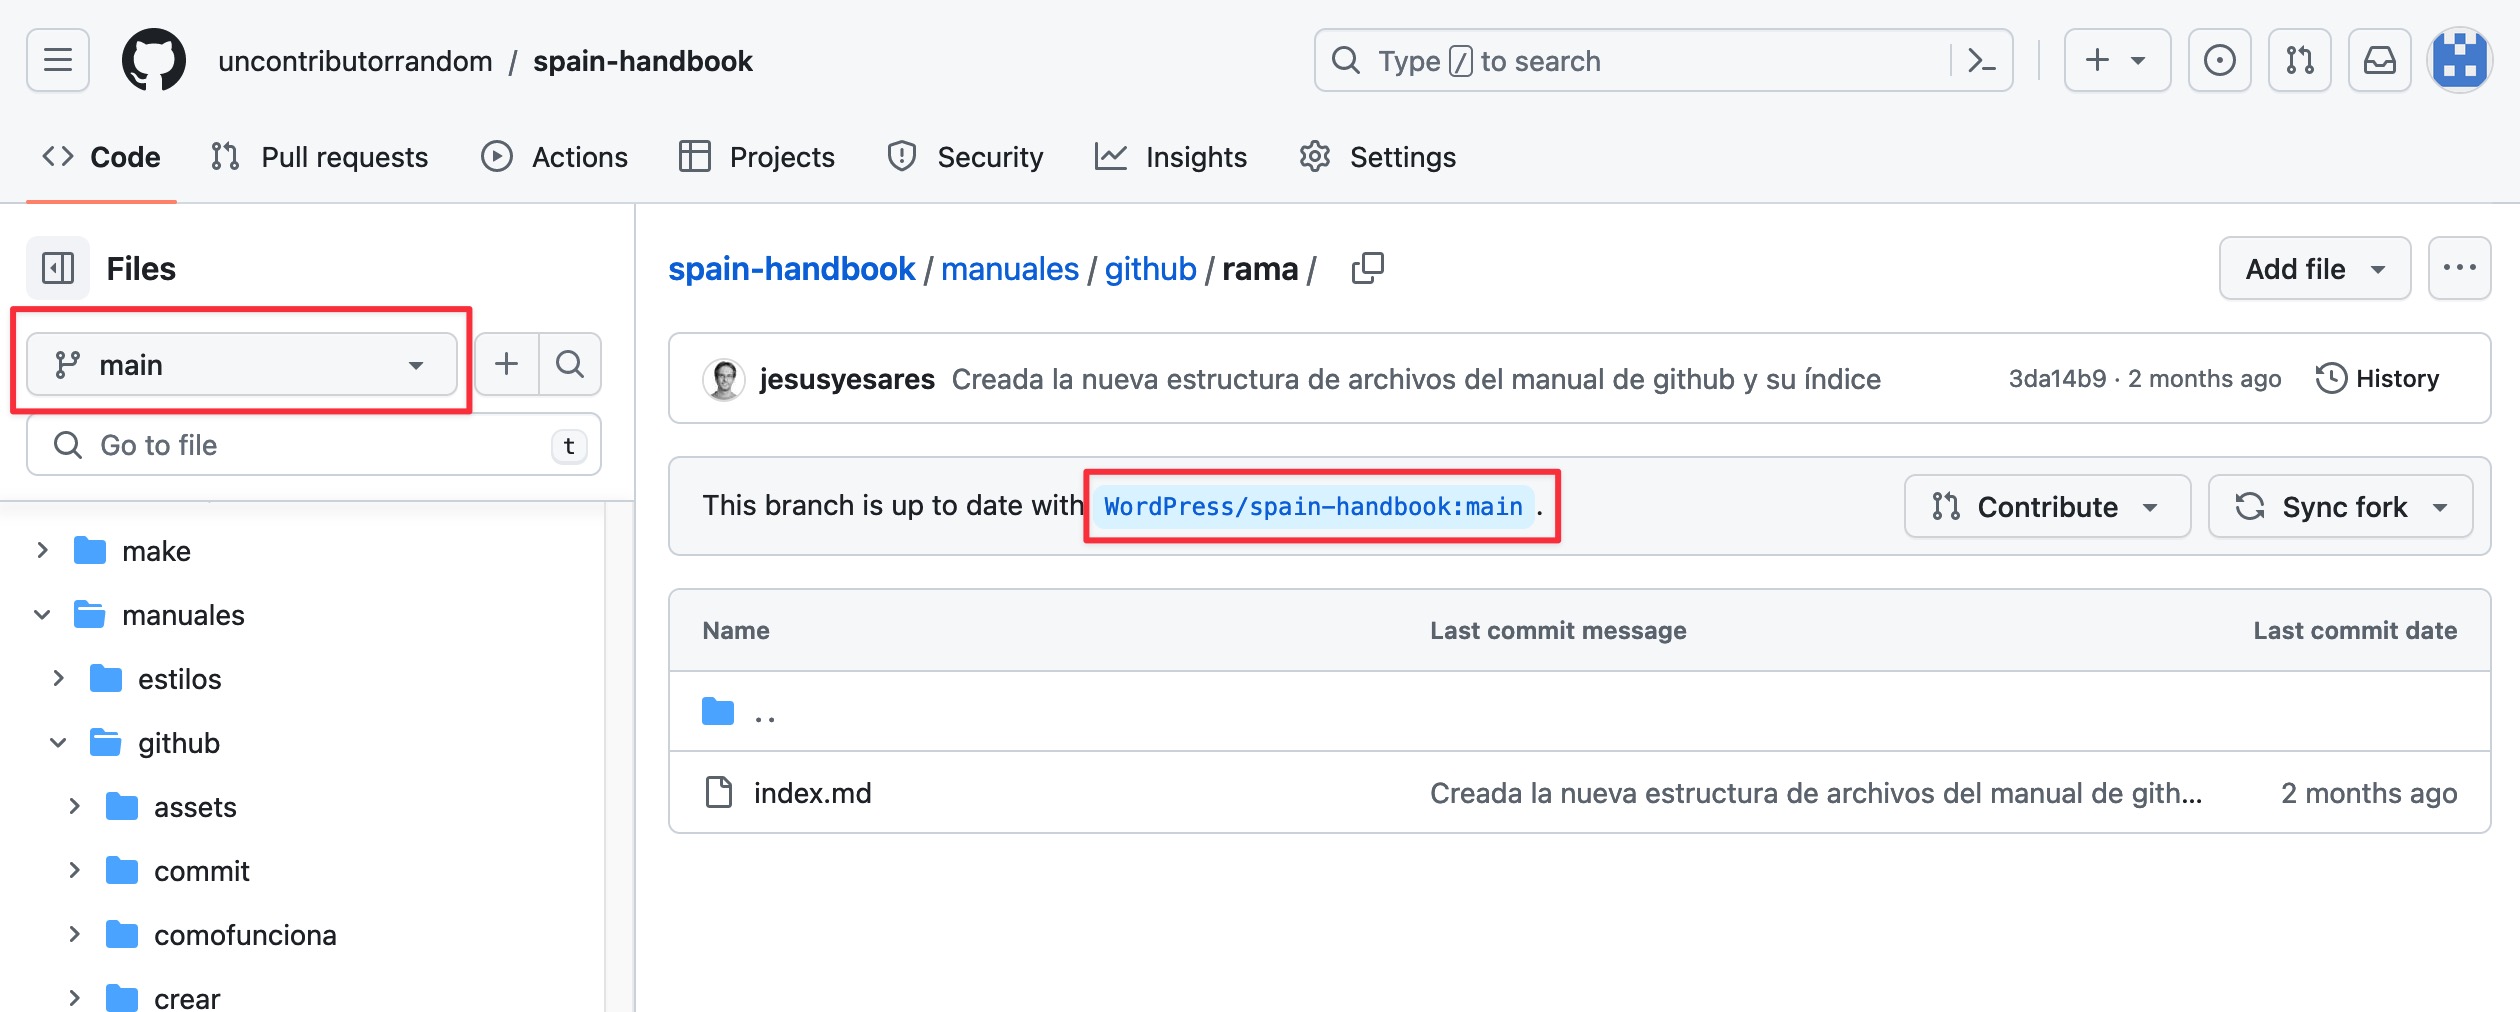 uncontributorrandom / spain-handbook
Type / to search
Code
Pull requests
Actions
Projects
Security
Insights
Settings
Files
main
Go to file
t
make
manuales
estilos
github
assets
commit
comofunciona
crear
spain-handbook / manuales / github / rama /
Add file
jesusyesares Creada la nueva estructura de archivos del manual de github y su índice
3da14b9 · 2 months ago
History
This branch is up to date with WordPress/spain-handbook:main .
Contribute
Sync fork
Name Last commit message Last commit date
..
index.md Creada la nueva estructura de archivos del manual de gith... 2 months ago